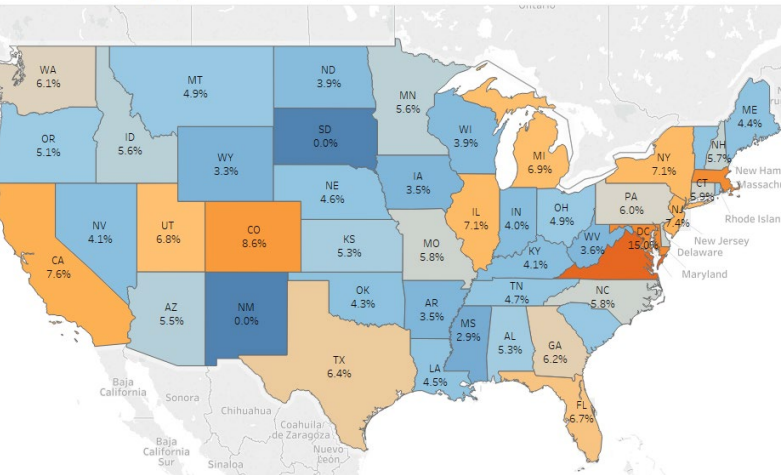 Ontario
WA
6.1%
MT
4.9%
ND
3.9%
MN
5.6%
ME
4.4%
OR
5.1%
ID
5.6%
SD
0.0%
WI
3.9%
MI
6.9%
NY
7.1%
NH
5.7%
New Ham
Massachu
WY
3.3%
IA
3.5%
NE
4.6%
CT
5.9%
PA
6.0%
Rhode Islan
NV
4.1%
UT
6.8%
CO
8.6%
IL
7.1%
IN
4.0%
OH
4.9%
NJ
7.4%
New Jersey
Delaware
Maryland
DC
15.0%
WV
3.6%
CA
7.6%
KS
5.3%
MO
5.8%
KY
4.1%
AZ
5.5%
NM
0.0%
OK
4.3%
AR
3.5%
TN
4.7%
NC
5.8%
MS
2.9%
AL
5.3%
GA
6.2%
TX
6.4%
LA
4.5%
FL
6.7%
Baja
California
Sonora
Chihuahua
Coahuila
de Zaragoza
Baja
California
Sur
Sinaloa
Nuevo
León